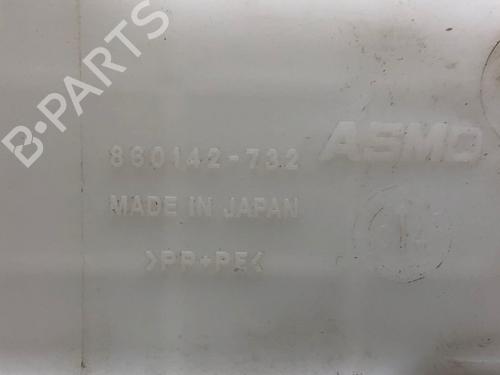 B-PARTS
ASMO
860142-732
MADE IN JAPAN
>PP+PE<